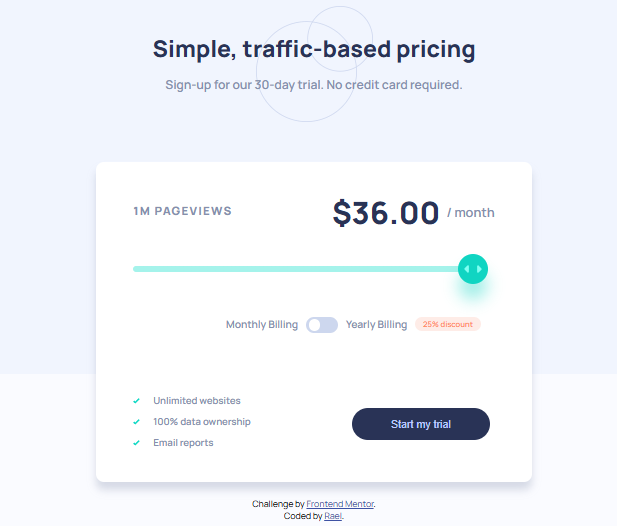 Simple, traffic-based pricing
Sign-up for our 30-day trial. No credit card required.
1M PAGEVIEWS
$36.00 / month
Monthly Billing Yearly Billing 25% discount
Unlimited websites
100% data ownership
Email reports
Start my trial
Challenge by Frontend Mentor.
Coded by Rael.